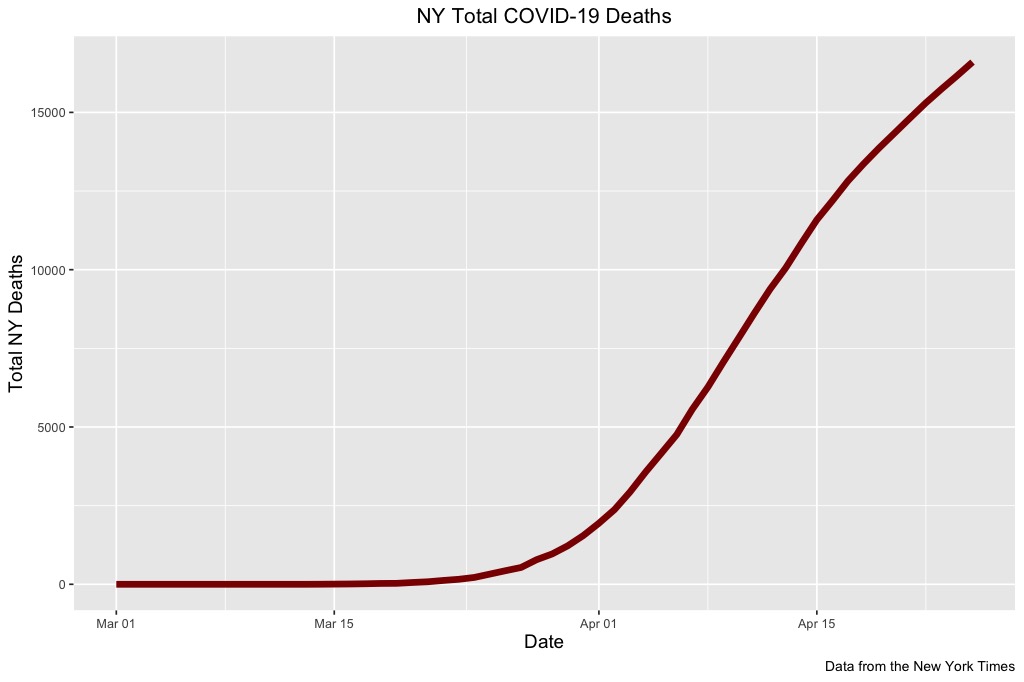 NY Total COVID-19 Deaths
Total NY Deaths
15000
10000
5000
0
Mar 01
Mar 15
Apr 01
Apr 15
Date
Data from the New York Times